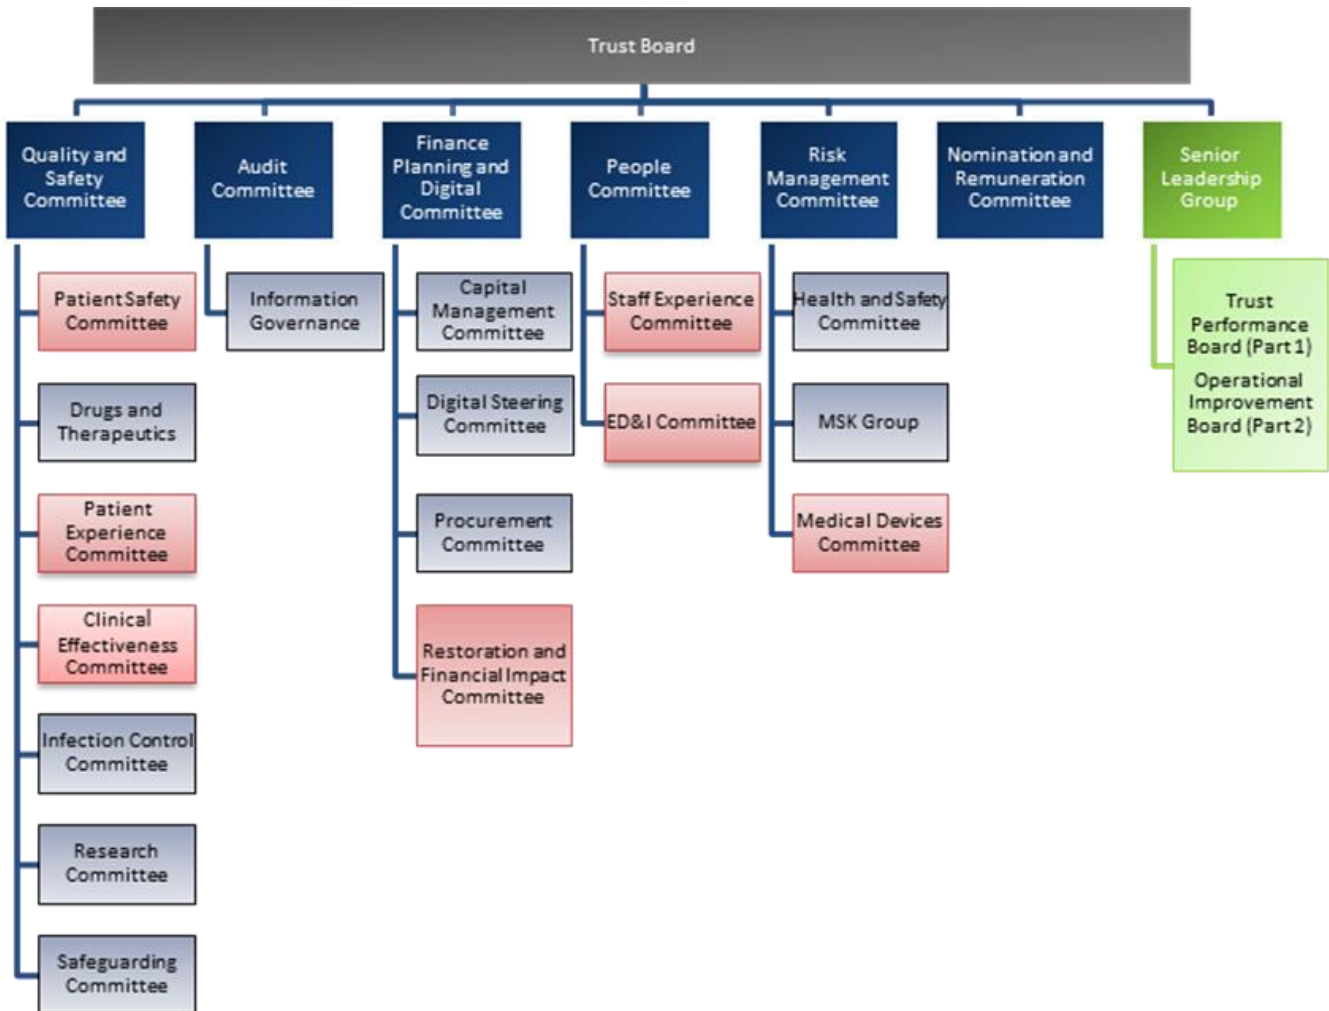 Trust Board
Quality and
Safety
Committee
Audit
Committee
Finance
Planning and
Digital
Committee
People
Committee
Risk
Management
Committee
Nomination and
Remuneration
Committee
Senior
Leadership
Group
Patient Safety
Committee
Drugs and
Therapeutics
Patient
Experience
Committee
Clinical
Effectiveness
Committee
Infection Control
Committee
Research
Committee
Safeguarding
Committee
Information
Governance
Capital
Management
Committee
Digital Steering
Committee
Procurement
Committee
Restoration and
Financial Impact
Committee
Staff Experience
Committee
ED&I Committee
Health and Safety
Committee
MSK Group
Medical Devices
Committee
Trust
Performance
Board (Part 1)
Operational
Improvement
Board (Part 2)